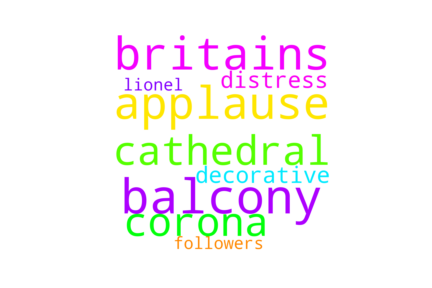 britains
lionel distress
applause
cathedral
decorative
balcony
corona
followers